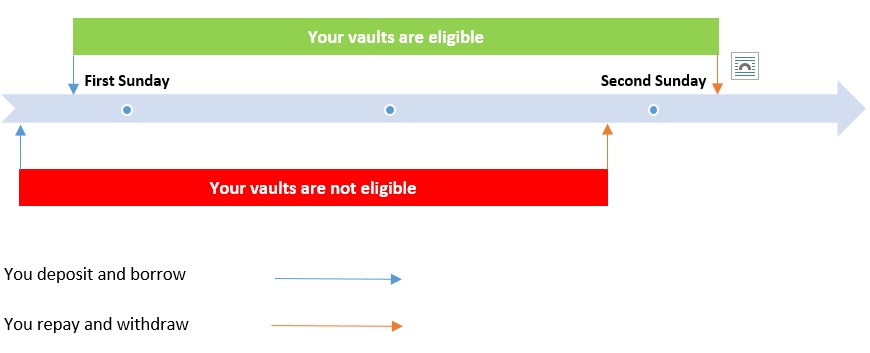 Your vaults are eligible
First Sunday
Second Sunday
Your vaults are not eligible
You deposit and borrow
You repay and withdraw